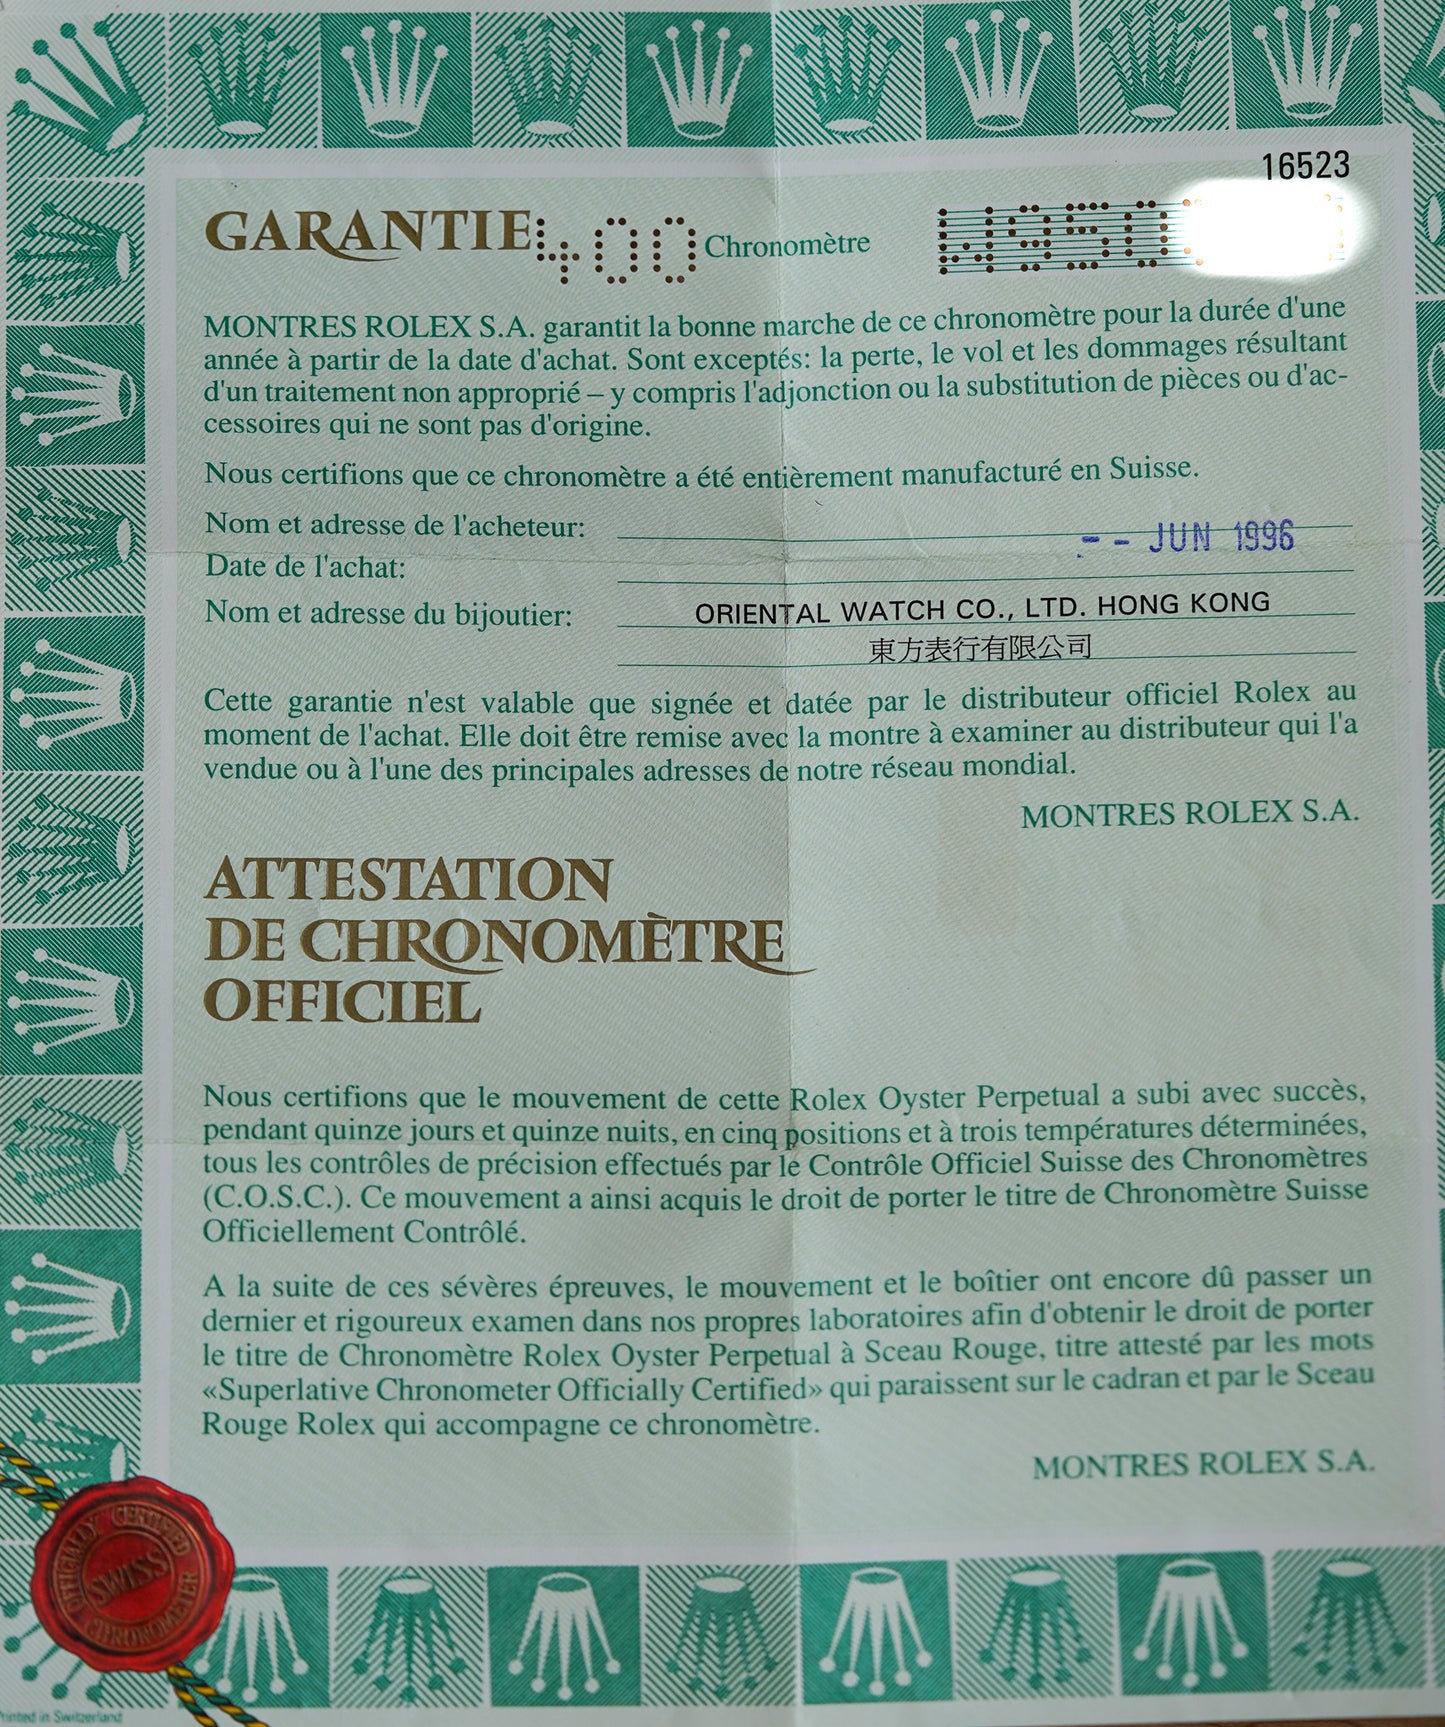 16523
GARANTIE 400 Chronomètre W950
MONTRES ROLEX S.A. garantit la bonne marche de ce chronomètre pour la durée d'une
année à partir de la date d'achat. Sont exceptés: la perte, le vol et les dommages résultant
d'un traitement non approprié – y compris l'adjonction ou la substitution de pièces ou d'ac-
cessoires qui ne sont pas d'origine.
Nous certifions que ce chronomètre a été entièrement manufacturé en Suisse.
Nom et adresse de l'acheteur:
-- JUN 1996
Date de l'achat:
Nom et adresse du bijoutier: ORIENTAL WATCH CO., LTD. HONG KONG
東方表行有限公司
Cette garantie n'est valable que signée et datée par le distributeur officiel Rolex au
moment de l'achat. Elle doit être remise avec la montre à examiner au distributeur qui l'a
vendue ou à l'une des principales adresses de notre réseau mondial.
MONTRES ROLEX S.A.
ATTESTATION
DE CHRONOMÈTRE
OFFICIEL
Nous certifions que le mouvement de cette Rolex Oyster Perpetual a subi avec succès,
pendant quinze jours et quinze nuits, en cinq positions et à trois températures déterminées,
tous les contrôles de précision effectués par le Contrôle Officiel Suisse des Chronomètres
(C.O.S.C.). Ce mouvement a ainsi acquis le droit de porter le titre de Chronomètre Suisse
Officiellement Contrôlé.
A la suite de ces sévères épreuves, le mouvement et le boîtier ont encore dû passer un
dernier et rigoureux examen dans nos propres laboratoires afin d'obtenir le droit de porter
le titre de Chronomètre Rolex Oyster Perpetual à Sceau Rouge, titre attesté par les mots
«Superlative Chronometer Officially Certified» qui paraissent sur le cadran et par le Sceau
Rouge Rolex qui accompagne ce chronomètre.
MONTRES ROLEX S.A.
OFFICIALLY CERTIFIED
SWISS
CHRONOMETER
Printed in Switzerland